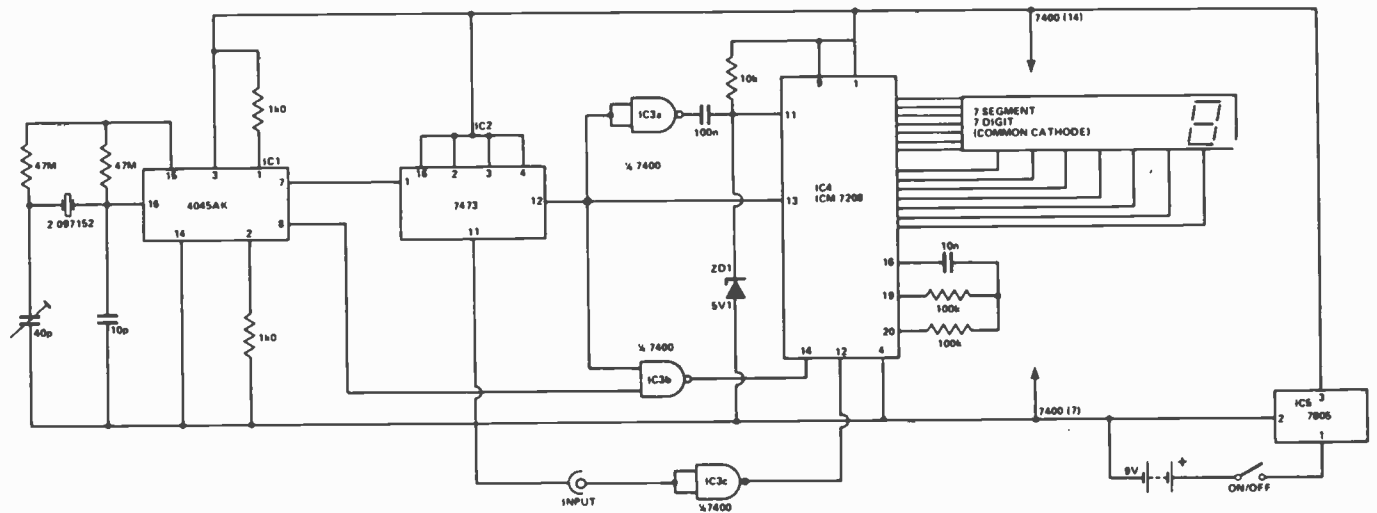 7400 (14)
10k
9
1
1k0
IC3a
100n
11
7 SEGMENT
7 DIGIT
(COMMON CATHODE)
IC2
47M
47M
IC1
15
3
1
16
2
3
4
¼ 7400
IC4
ICM 7208
16
4045AK
7
8
1
7473
12
13
2 097152
14
2
11
10n
16
ZD1
5V1
19
100k
40p
10p
1k0
20
100k
¼ 7400
14
12
4
IC3b
7400 (7)
IC5
7805
3
2
1
INPUT
IC3c
¼ 7400
9V
+
ON/OFF